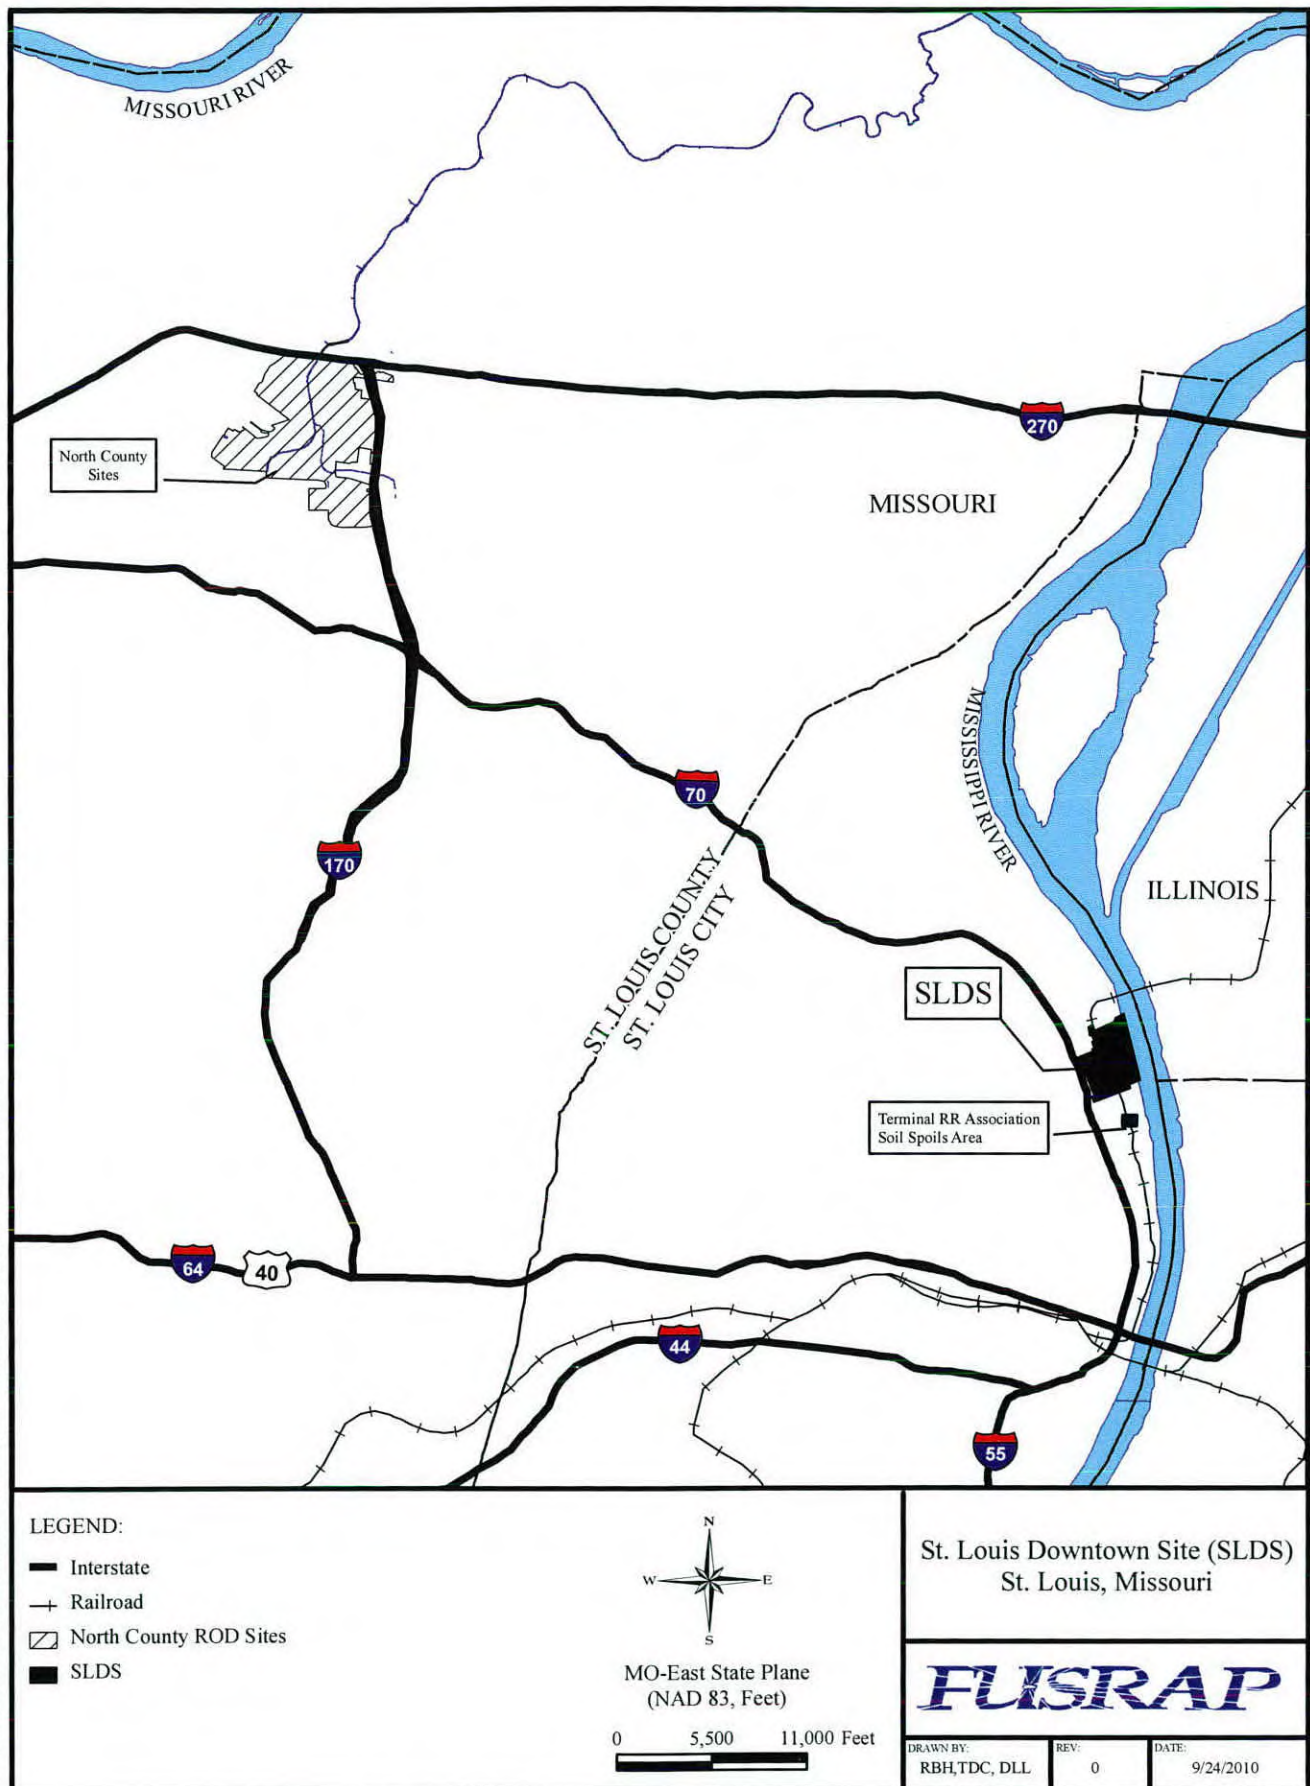 MISSOURI RIVER
270
North County
Sites
MISSOURI
MISSISSIPPI RIVER
70
170
ILLINOIS
ST. LOUIS COUNTY
ST. LOUIS CITY
SLDS
Terminal RR Association
Soil Spoils Area
64
40
44
55
LEGEND:
Interstate
Railroad
North County ROD Sites
SLDS
N
W
E
S
MO-East State Plane
(NAD 83, Feet)
0 5,500 11,000 Feet
St. Louis Downtown Site (SLDS)
St. Louis, Missouri
FUSRAP
DRAWN BY:
RBH,TDC, DLL
REV:
0
DATE:
9/24/2010